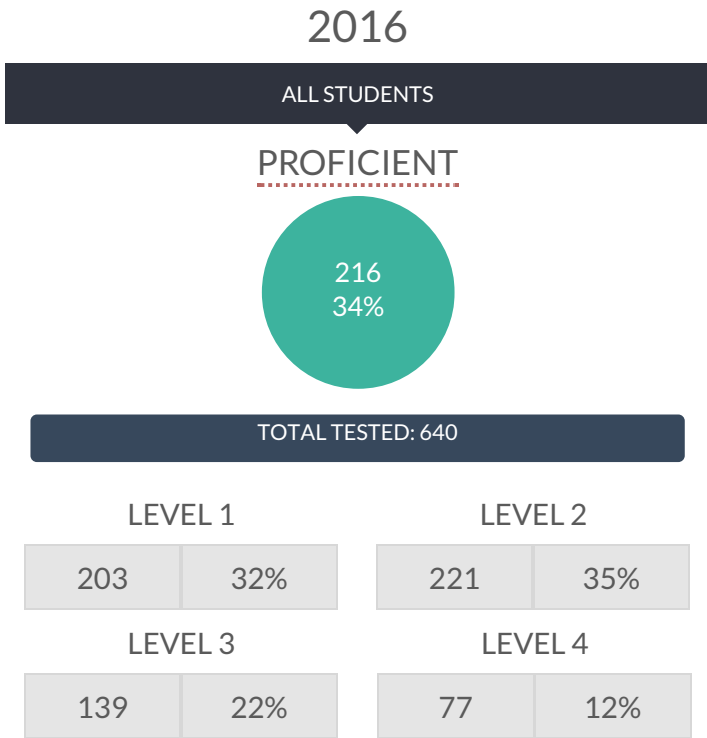 2016
ALL STUDENTS
PROFICIENT
216
34%
TOTAL TESTED: 640
LEVEL 1
203 32%
LEVEL 2
221 35%
LEVEL 3
139 22%
LEVEL 4
77 12%